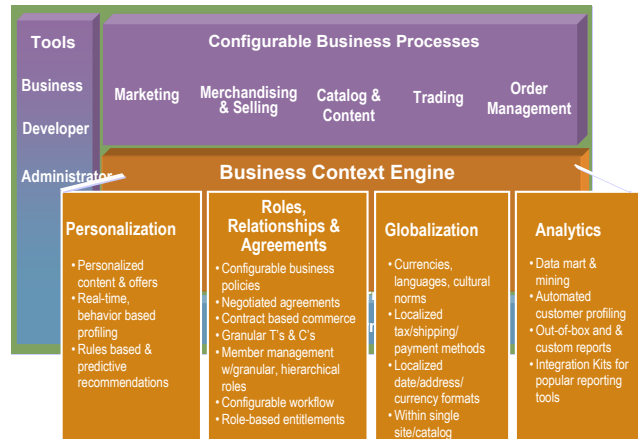 Tools
Business
Developer
Administrator
Configurable Business Processes
Marketing
Merchandising
& Selling
Catalog &
Content
Trading
Order
Management
Business Context Engine
Personalization
• Personalized
content & offers
• Real-time,
behavior based
profiling
• Rules based &
predictive
recommendations
Roles,
Relationships &
Agreements
• Configurable business
policies
• Negotiated agreements
• Contract based commerce
• Granular T's & C's
• Member management
w/granular, hierarchical
roles
• Configurable workflow
• Role-based entitlements
Globalization
• Currencies,
languages, cultural
norms
• Localized
tax/shipping/
payment methods
• Localized
date/address/
currency formats
• Within single
site/catalog
Analytics
• Data mart &
mining
• Automated
customer profiling
• Out-of-box and &
custom reports
• Integration Kits for
popular reporting
tools